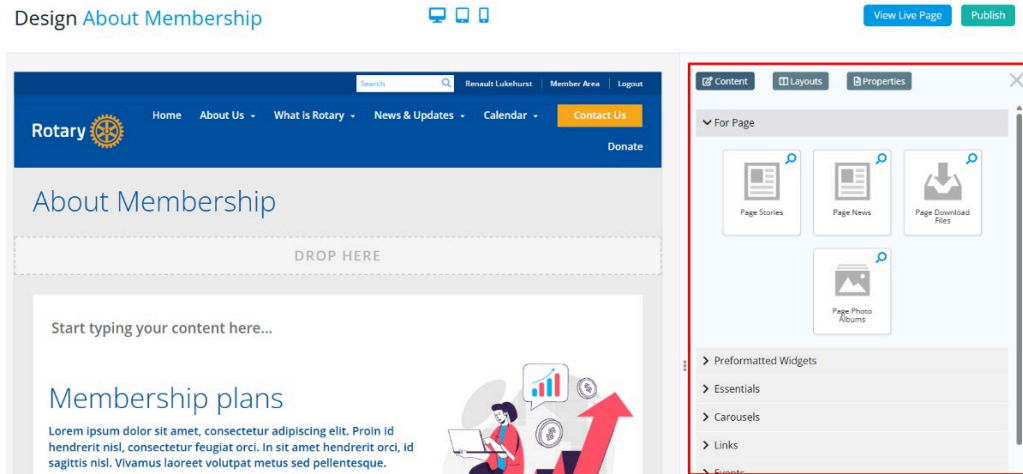 Design About Membership
View Live Page
Publish
Search
Renault Lukehurst
Member Area
Logout
Rotary
Home
About Us
What is Rotary
News & Updates
Calendar
Contact Us
Donate
About Membership
DROP HERE
Start typing your content here...
Membership plans
Lorem ipsum dolor sit amet, consectetur adipiscing elit. Proin id
hendrerit nisl, consectetur feugiat orci. In sit amet hendrerit orci, id
sagittis nisl. Vivamus laoreet volutpat metus sed pellentesque.
Content
Layouts
Properties
For Page
Page Stories
Page News
Page Download
Files
Page Photo
Albums
Preformatted Widgets
Essentials
Carousels
Links
Events